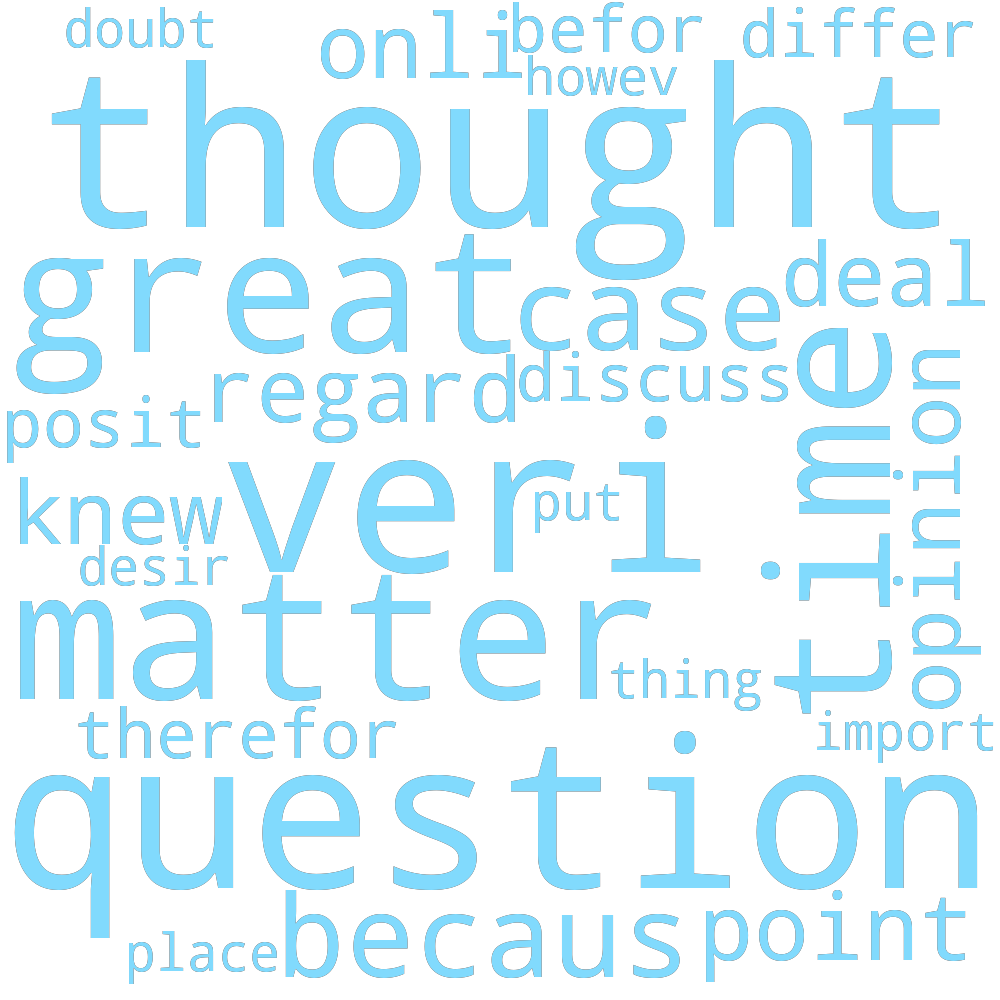 doubt
onli
befor
differ
howev
thought
great
case
deal
regard
discuss
posit
time
opinion
veri
knew
put
desir
matter
thing
therefor
import
question
becaus
point
place